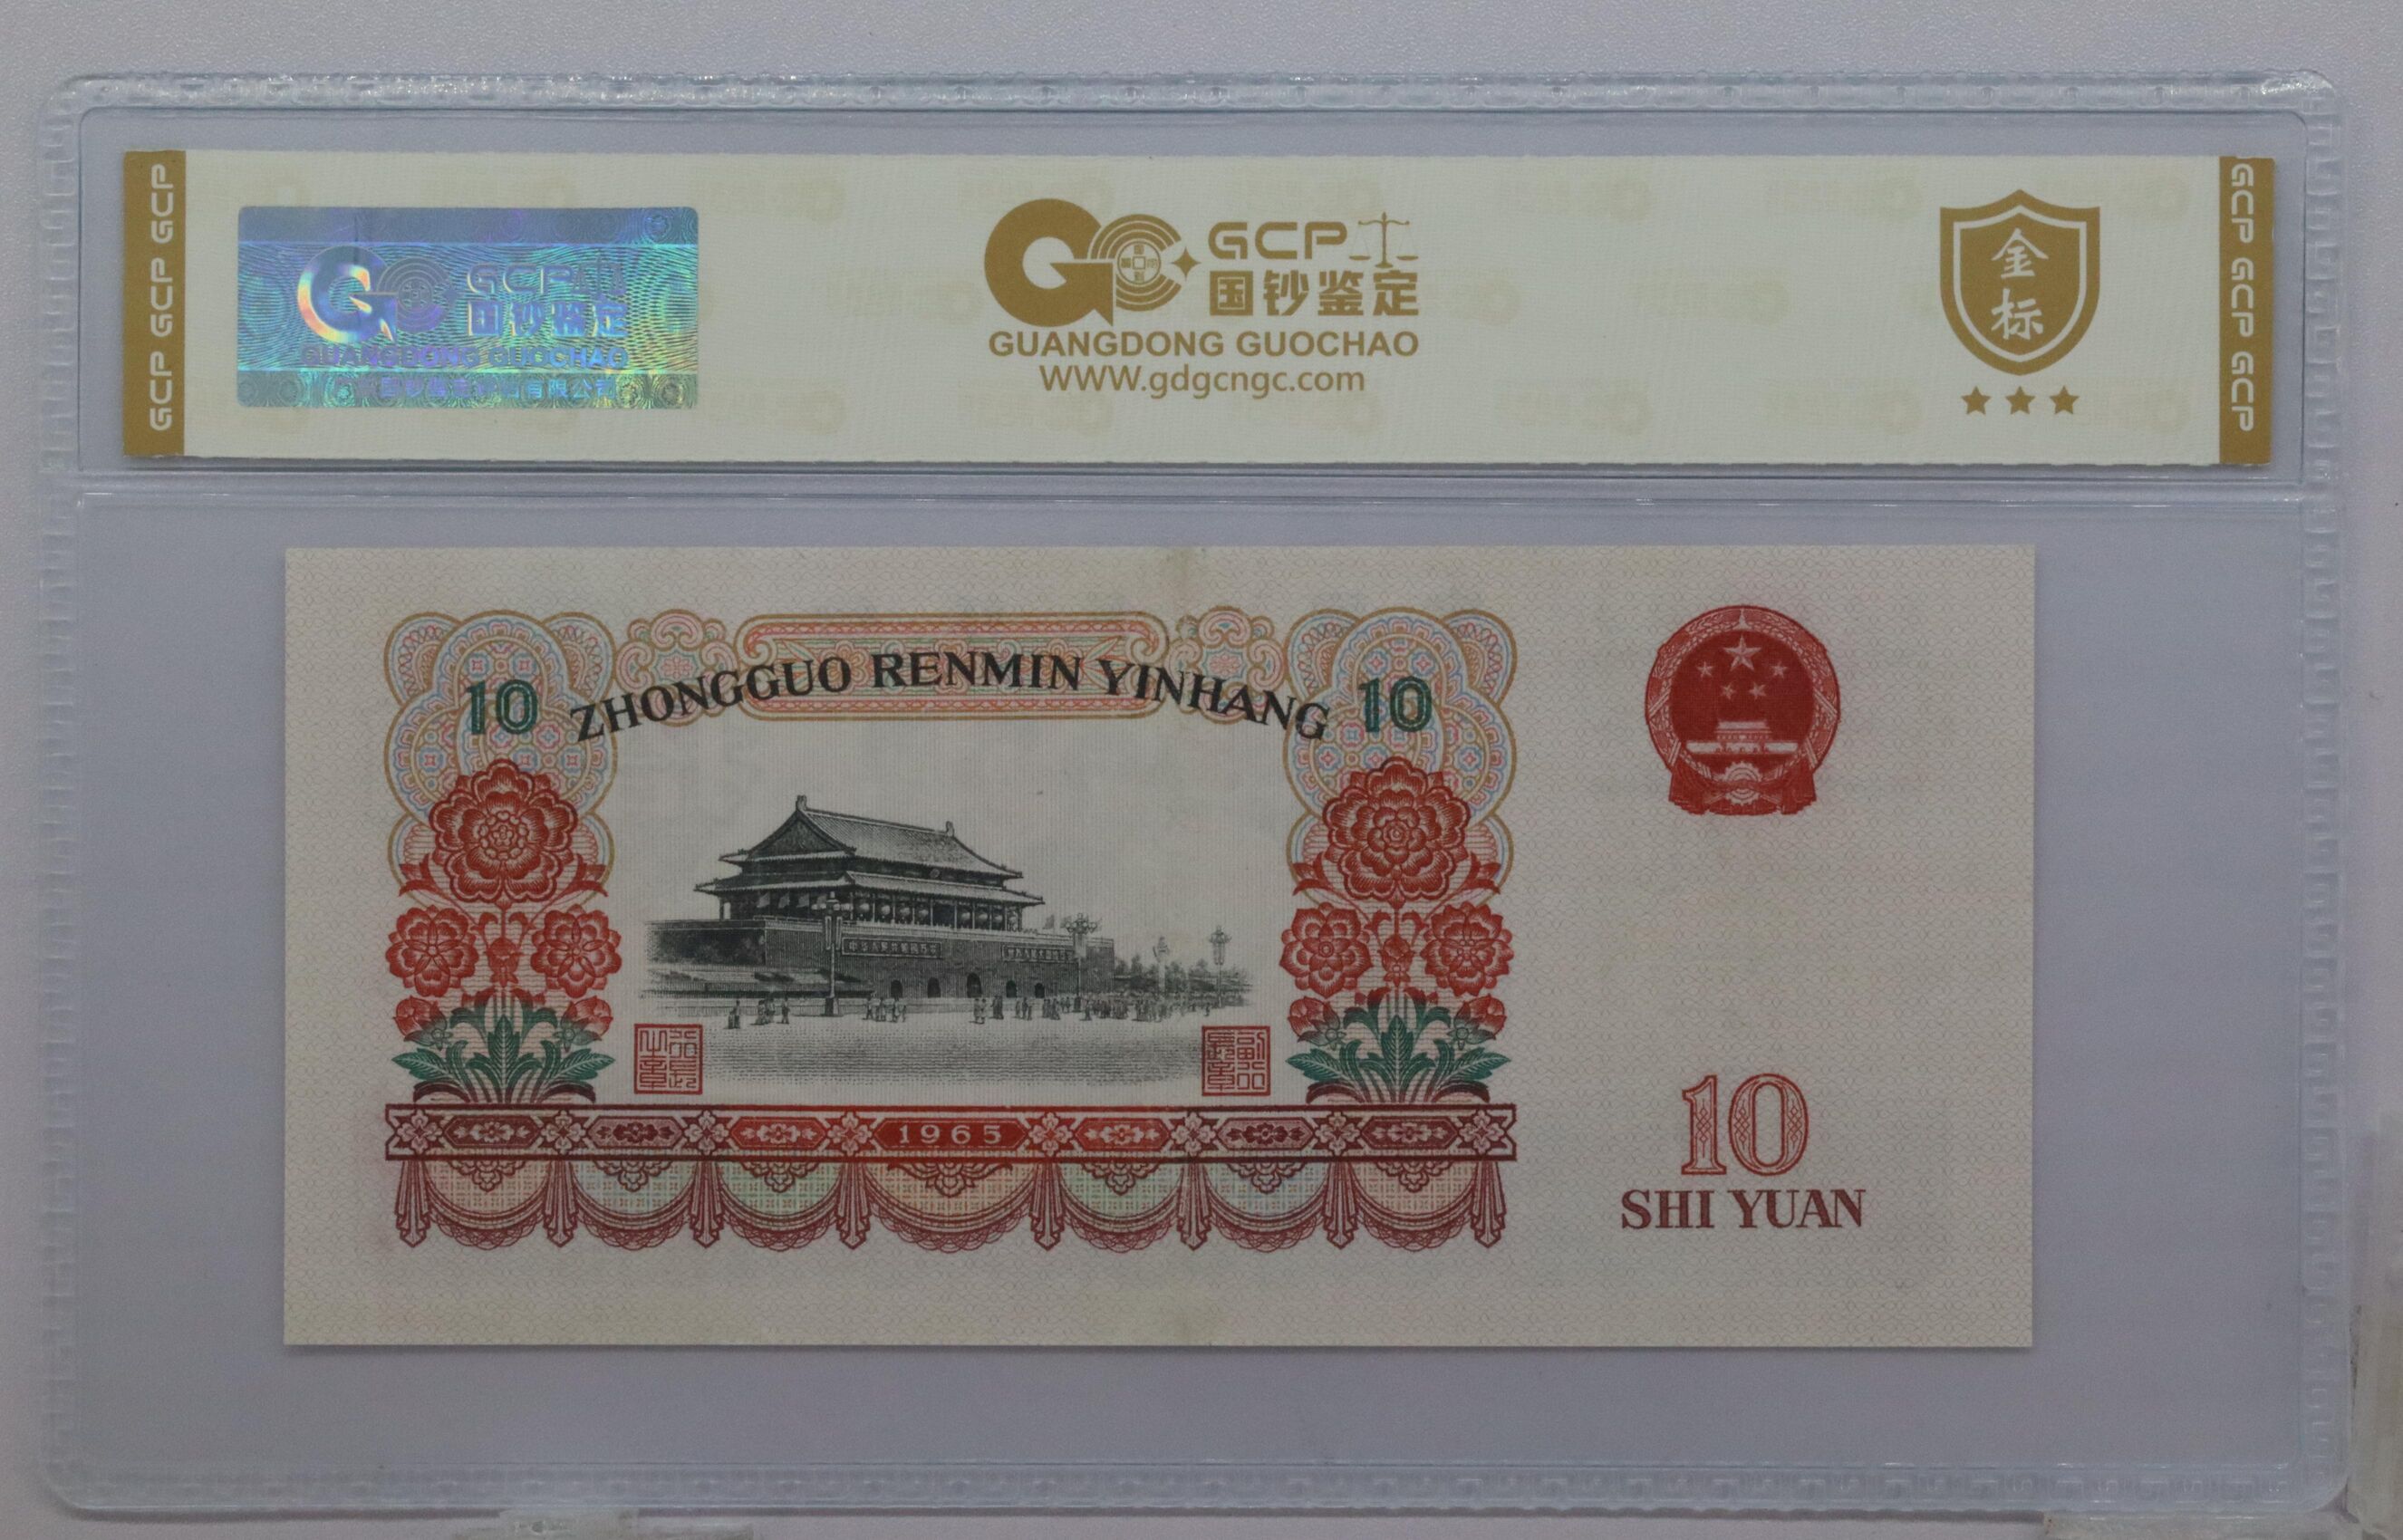 GCP GCP GCP
GCP
国钞鉴定
GUANGDONG GUOCHAO
GCP
国钞鉴定
GUANGDONG GUOCHAO
WWW.gdgcngc.com
金
标
GCP GCP GCP
10 ZHONGGUO RENMIN YINHANG 10
1965
10
SHI YUAN